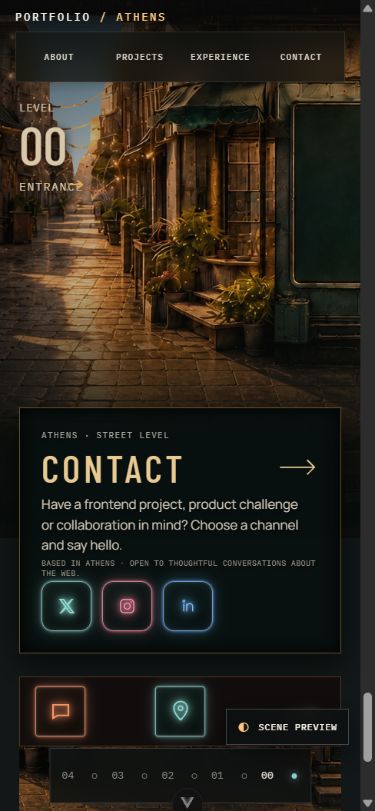 PORTFOLIO / ATHENS
ABOUT PROJECTS EXPERIENCE CONTACT
LEVEL
00
ENTRANCE
ATHENS · STREET LEVEL
CONTACT
Have a frontend project, product challenge
or collaboration in mind? Choose a channel
and say hello.
BASED IN ATHENS · OPEN TO THOUGHTFUL CONVERSATIONS ABOUT
THE WEB.
X
in
SCENE PREVIEW
04 03 02 01 00